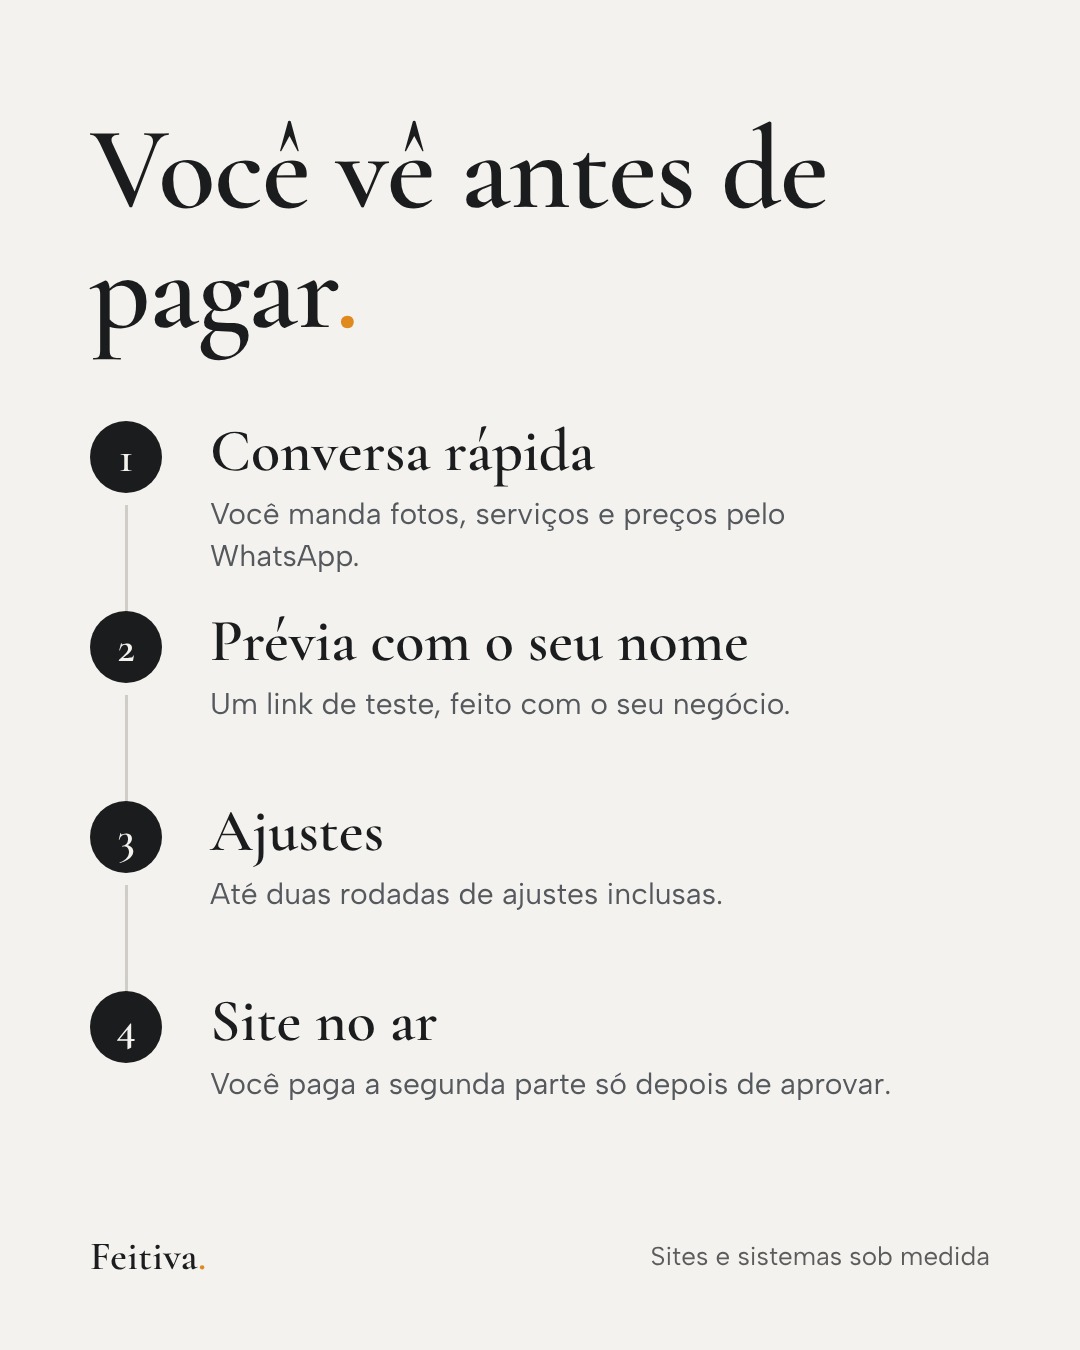 Você vê antes de
pagar.
1
Conversa rápida
Você manda fotos, serviços e preços pelo
WhatsApp.
2
Prévia com o seu nome
Um link de teste, feito com o seu negócio.
3
Ajustes
Até duas rodadas de ajustes inclusas.
4
Site no ar
Você paga a segunda parte só depois de aprovar.
Feitiva.
Sites e sistemas sob medida